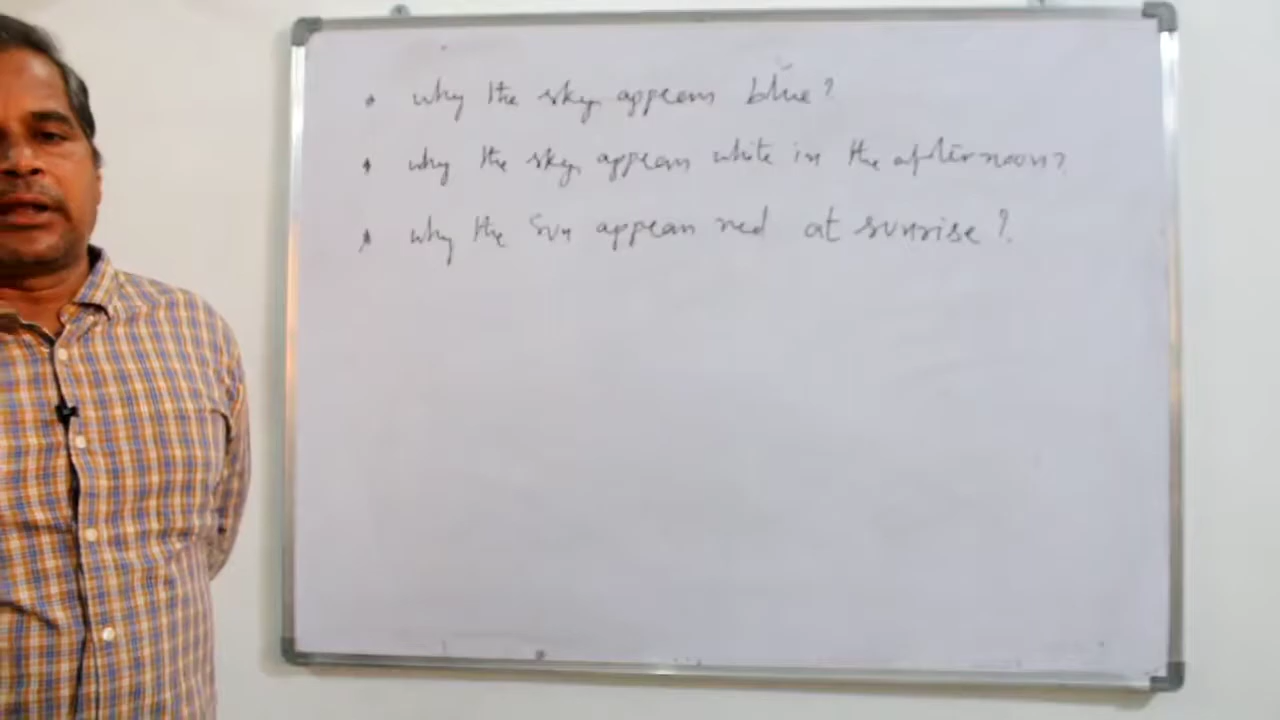 * why the sky appears blue?
* why the sky appear white in the afternoon?
* why the Sun appear red at sunrise?